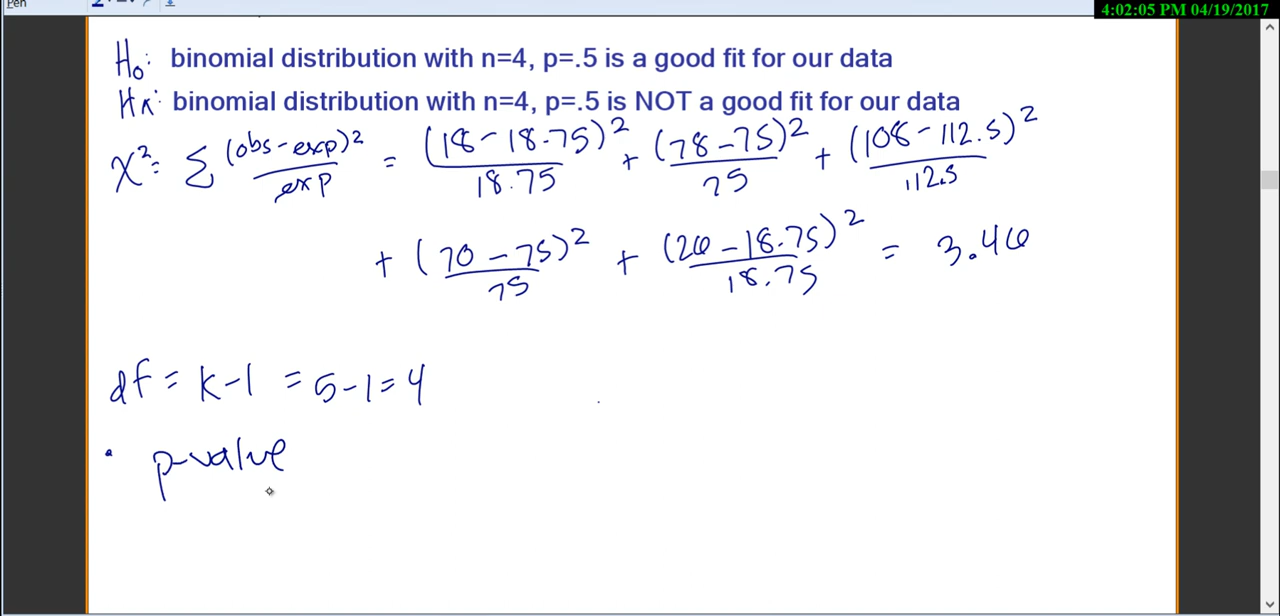 Pen
4:02:05 PM 04/19/2017
H₀: binomial distribution with n=4, p=.5 is a good fit for our data
HA: binomial distribution with n=4, p=.5 is NOT a good fit for our data
χ²= Σ (obs-exp)²/exp = (18-18.75)²/18.75 + (78-75)²/75 + (108-112.5)²/112.5
+ (70-75)²/75 + (26-18.75)²/18.75 = 3.46
df = k-1 = 5-1=4
p-value